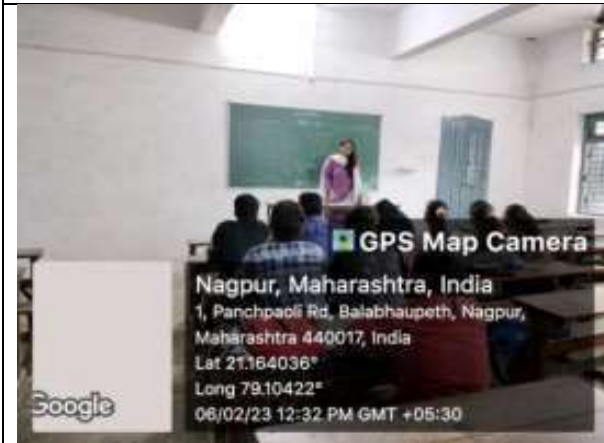 GPS Map Camera
Nagpur, Maharashtra, India
1, Panchpaoli Rd, Balabhaupeth, Nagpur,
Maharashtra 440017, India
Lat 21.164036°
Long 79.10422°
06/02/23 12:32 PM GMT +05:30
Google